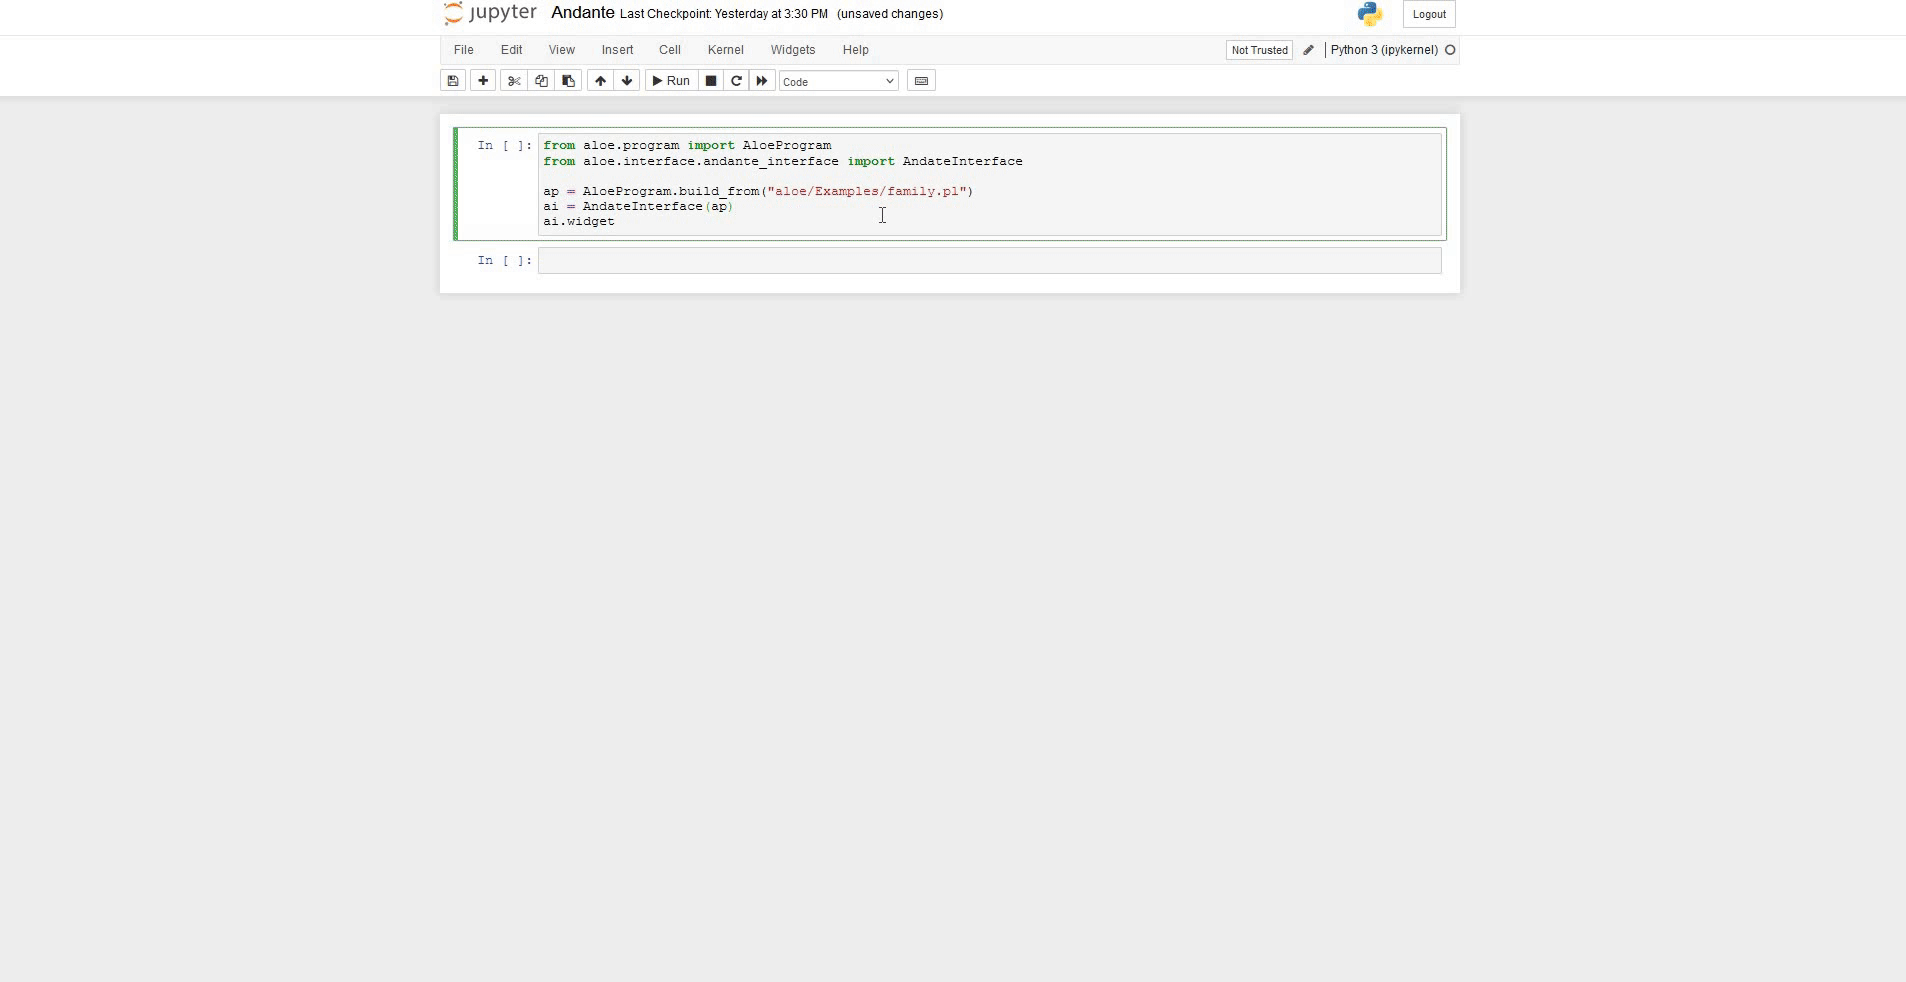 jupyter Andante Last Checkpoint: Yesterday at 3:30 PM (unsaved changes) Logout
File Edit View Insert Cell Kernel Widgets Help Not Trusted Python 3 (ipykernel)
Run Code
In [ ]: from aloe.program import AloeProgram
from aloe.interface.andante_interface import AndateInterface
ap = AloeProgram.build_from("aloe/Examples/family.pl")
ai = AndateInterface(ap)
ai.widget
In [ ]: